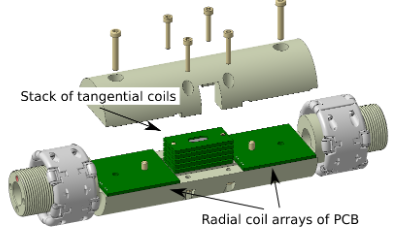 Stack of tangential coils
Radial coil arrays of PCB